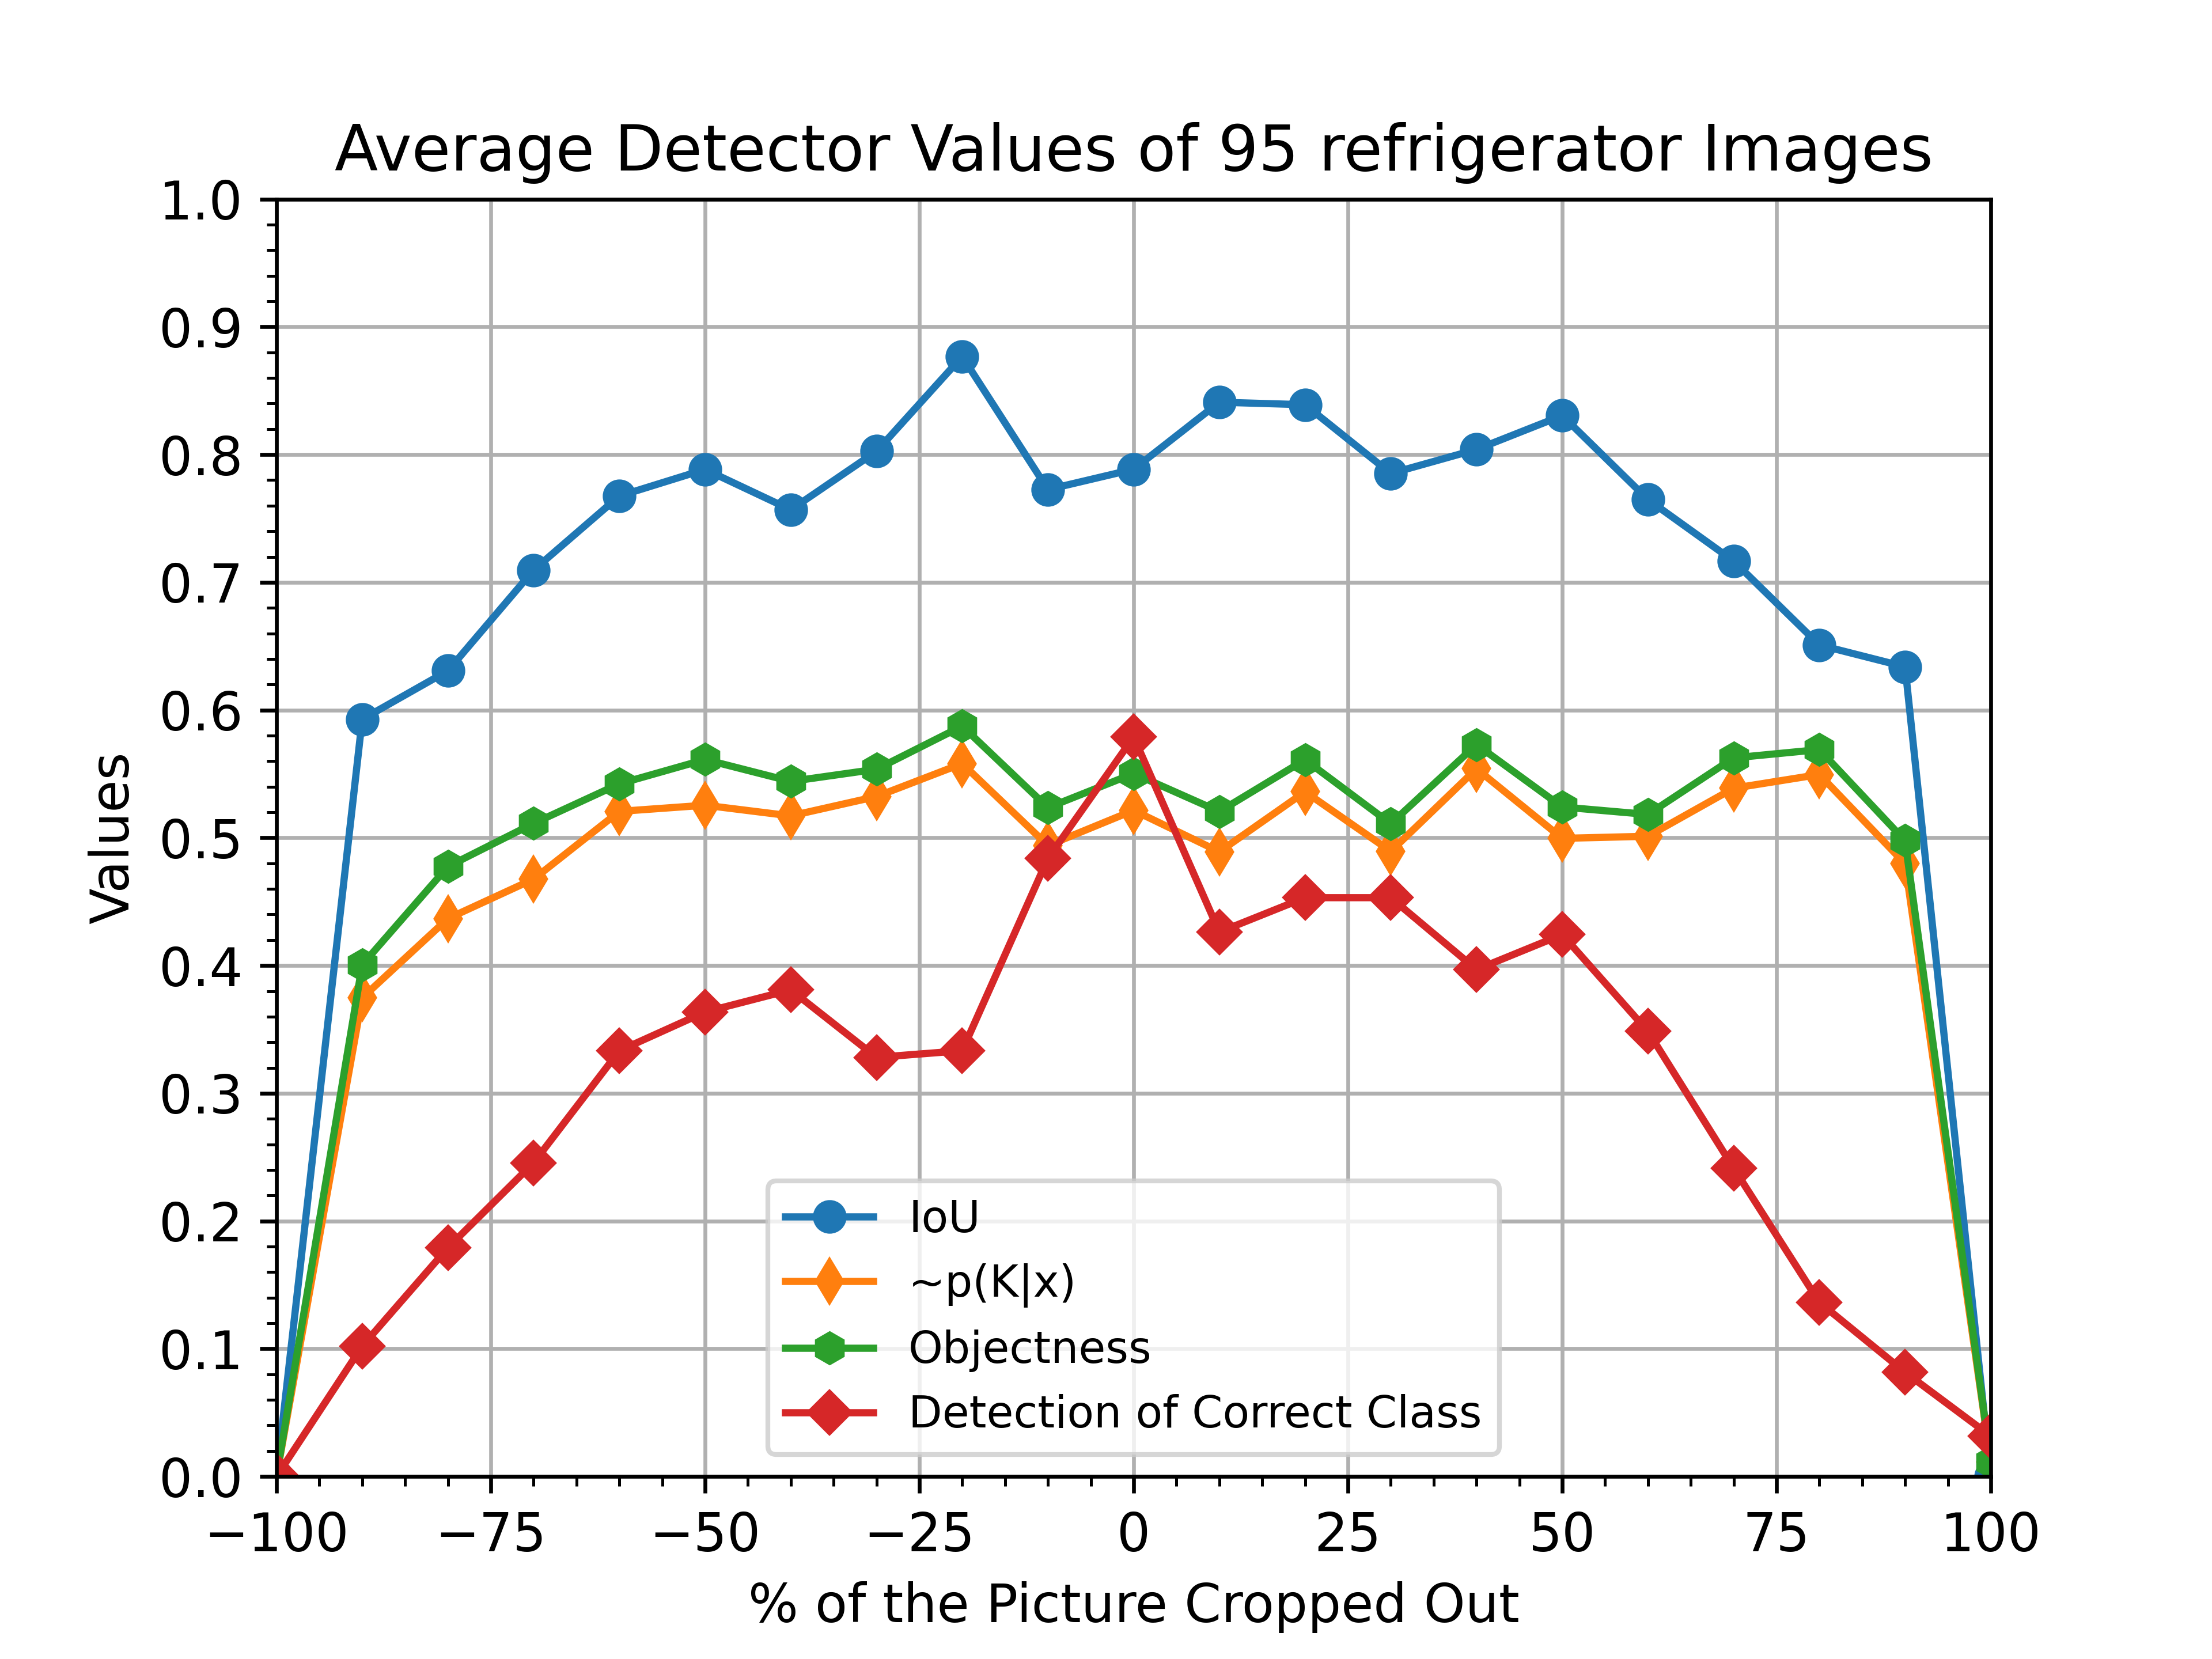 Average Detector Values of 95 refrigerator Images
1.0
0.9
0.8
0.7
0.6
0.5
0.4
0.3
0.2
0.1
0.0
Values
IoU
~p(K|x)
Objectness
Detection of Correct Class
−100 −75 −50 −25 0 25 50 75 100
% of the Picture Cropped Out